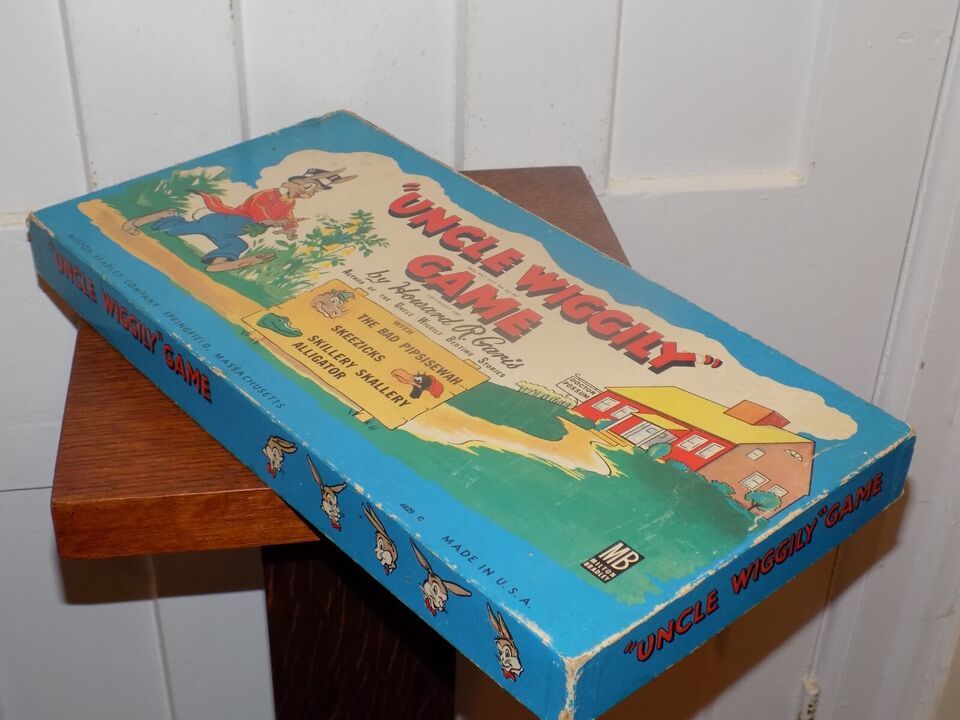 "UNCLE WIGGILY"
GAME
by Howard R. Garis
AUTHOR OF THE UNCLE WIGGILY BEDTIME STORIES
WITH
THE BAD PIPSISEWAH
SKEEZICKS
SKILLERY SKALLERY
ALLIGATOR
DOCTOR
POSSUM
MB
MILTON
BRADLEY
"UNCLE WIGGILY" GAME
MILTON BRADLEY COMPANY SPRINGFIELD, MASSACHUSETTS
4829 MADE IN U.S.A.
"UNCLE WIGGILY" GAME